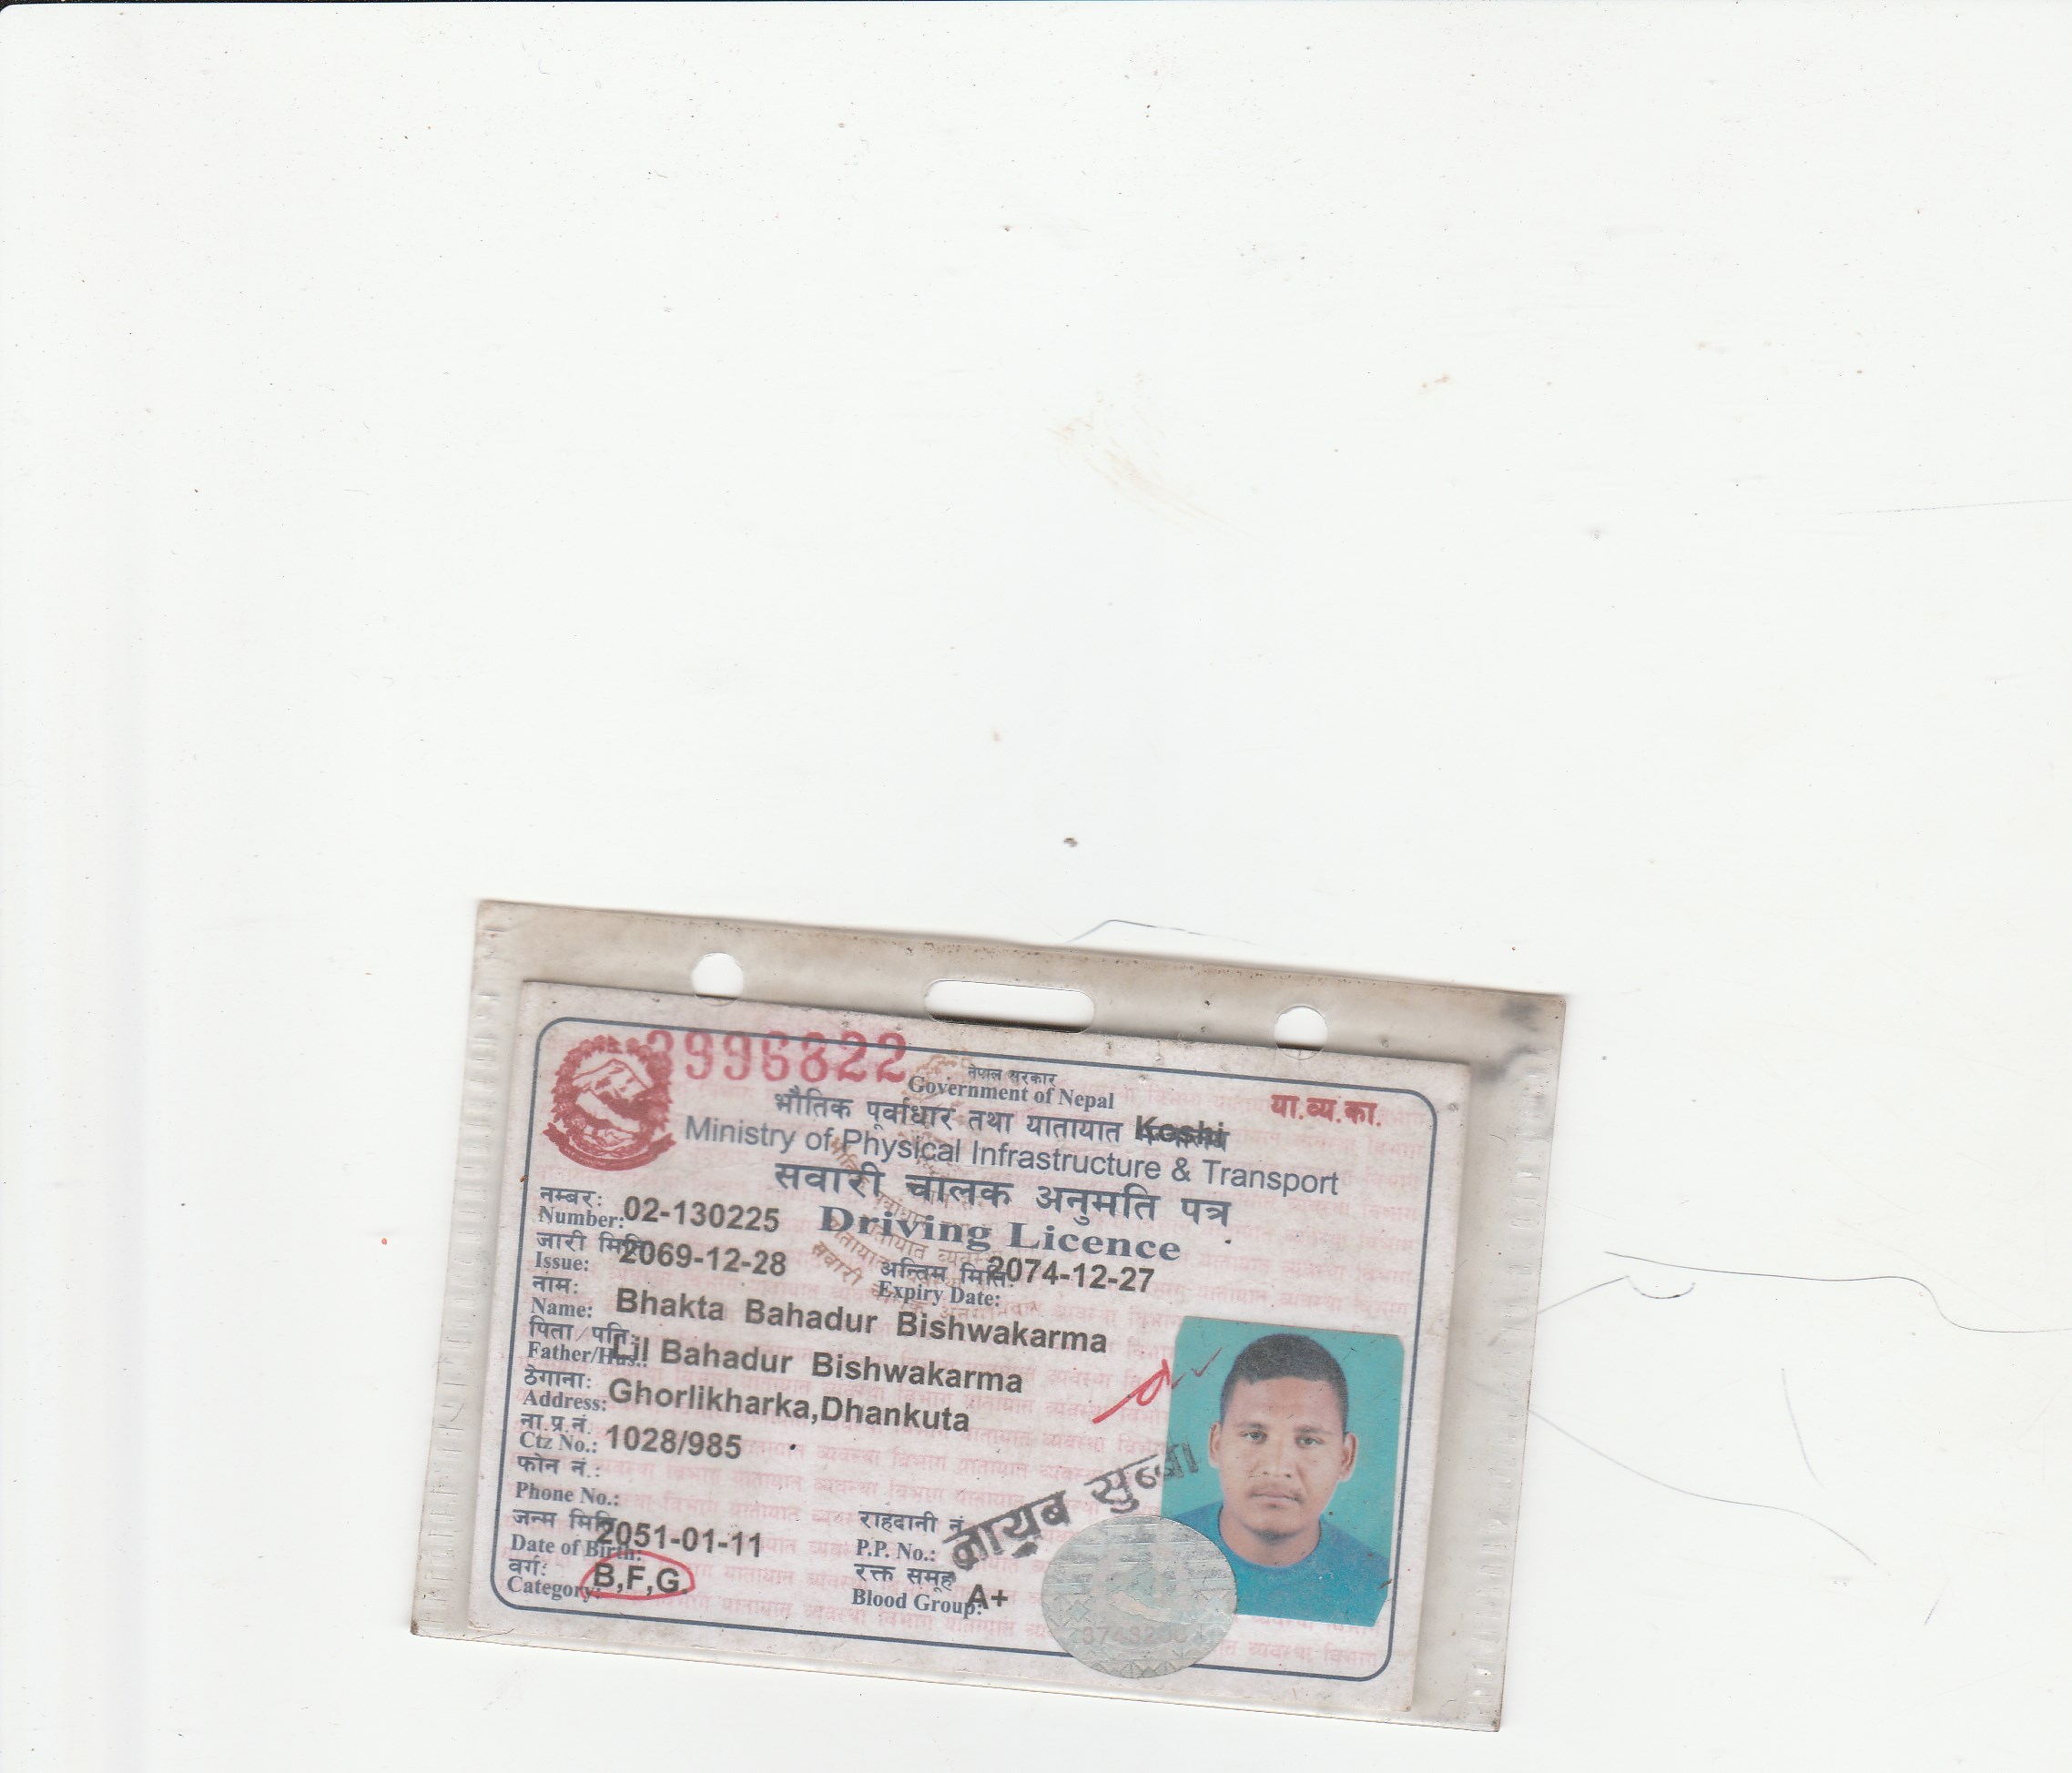 3996822
नेपाल सरकार
Government of Nepal
या.व्य.का.
भौतिक पूर्वाधार तथा यातायात
Koshi
Ministry of Physical Infrastructure & Transport
सवारी चालक अनुमति पत्र
नम्बर:
Number: 02-130225
Driving Licence
जारी मिति:
Issue: 2069-12-28
अन्तिम मिति:
Expiry Date: 2074-12-27
नाम:
Name: Bhakta Bahadur Bishwakarma
पिता/पति:
Father/Hus.: Lil Bahadur Bishwakarma
ठेगाना:
Address: Ghorlikharka,Dhankuta
ना.प्र.नं.
Ctz No.: 1028/985
फोन नं.:
Phone No.:
जन्म मिति
Date of Birth: 2051-01-11
राहदानी नं.
P.P. No.:
नायब सुब्बा
वर्ग:
Category: B,F,G
रक्त समूह
Blood Group: A+